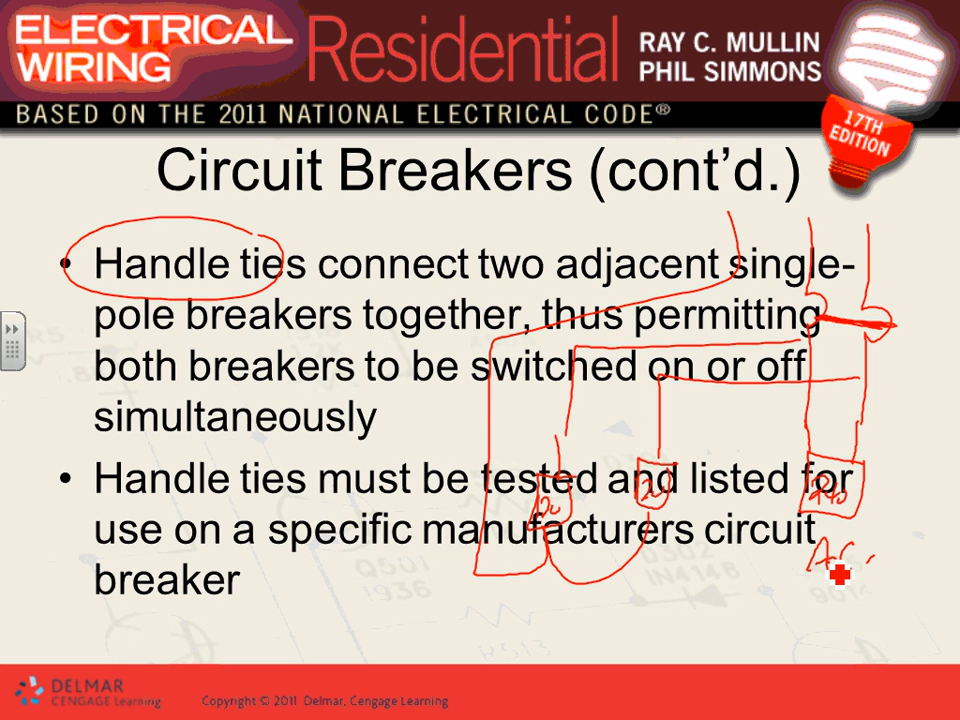 ELECTRICAL WIRING Residential RAY C. MULLIN
PHIL SIMMONS
BASED ON THE 2011 NATIONAL ELECTRICAL CODE®
17TH
EDITION
Circuit Breakers (cont’d.)
• Handle ties connect two adjacent single-
pole breakers together, thus permitting
both breakers to be switched on or off
simultaneously
• Handle ties must be tested and listed for
use on a specific manufacturers circuit
breaker
240
DELMAR
CENGAGE Learning
Copyright © 2011 Delmar, Cengage Learning